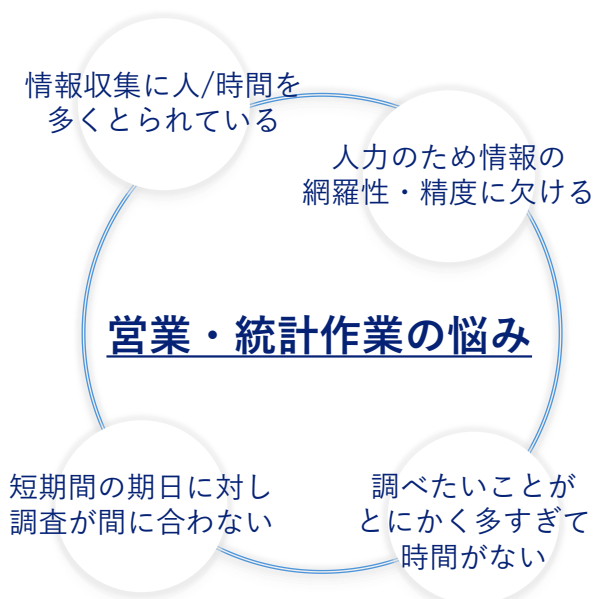 情報収集に人/時間を
多くとられている
人力のため情報の
網羅性・精度に欠ける
営業・統計作業の悩み
短期間の期日に対し
調査が間に合わない
調べたいことが
とにかく多すぎて
時間がない